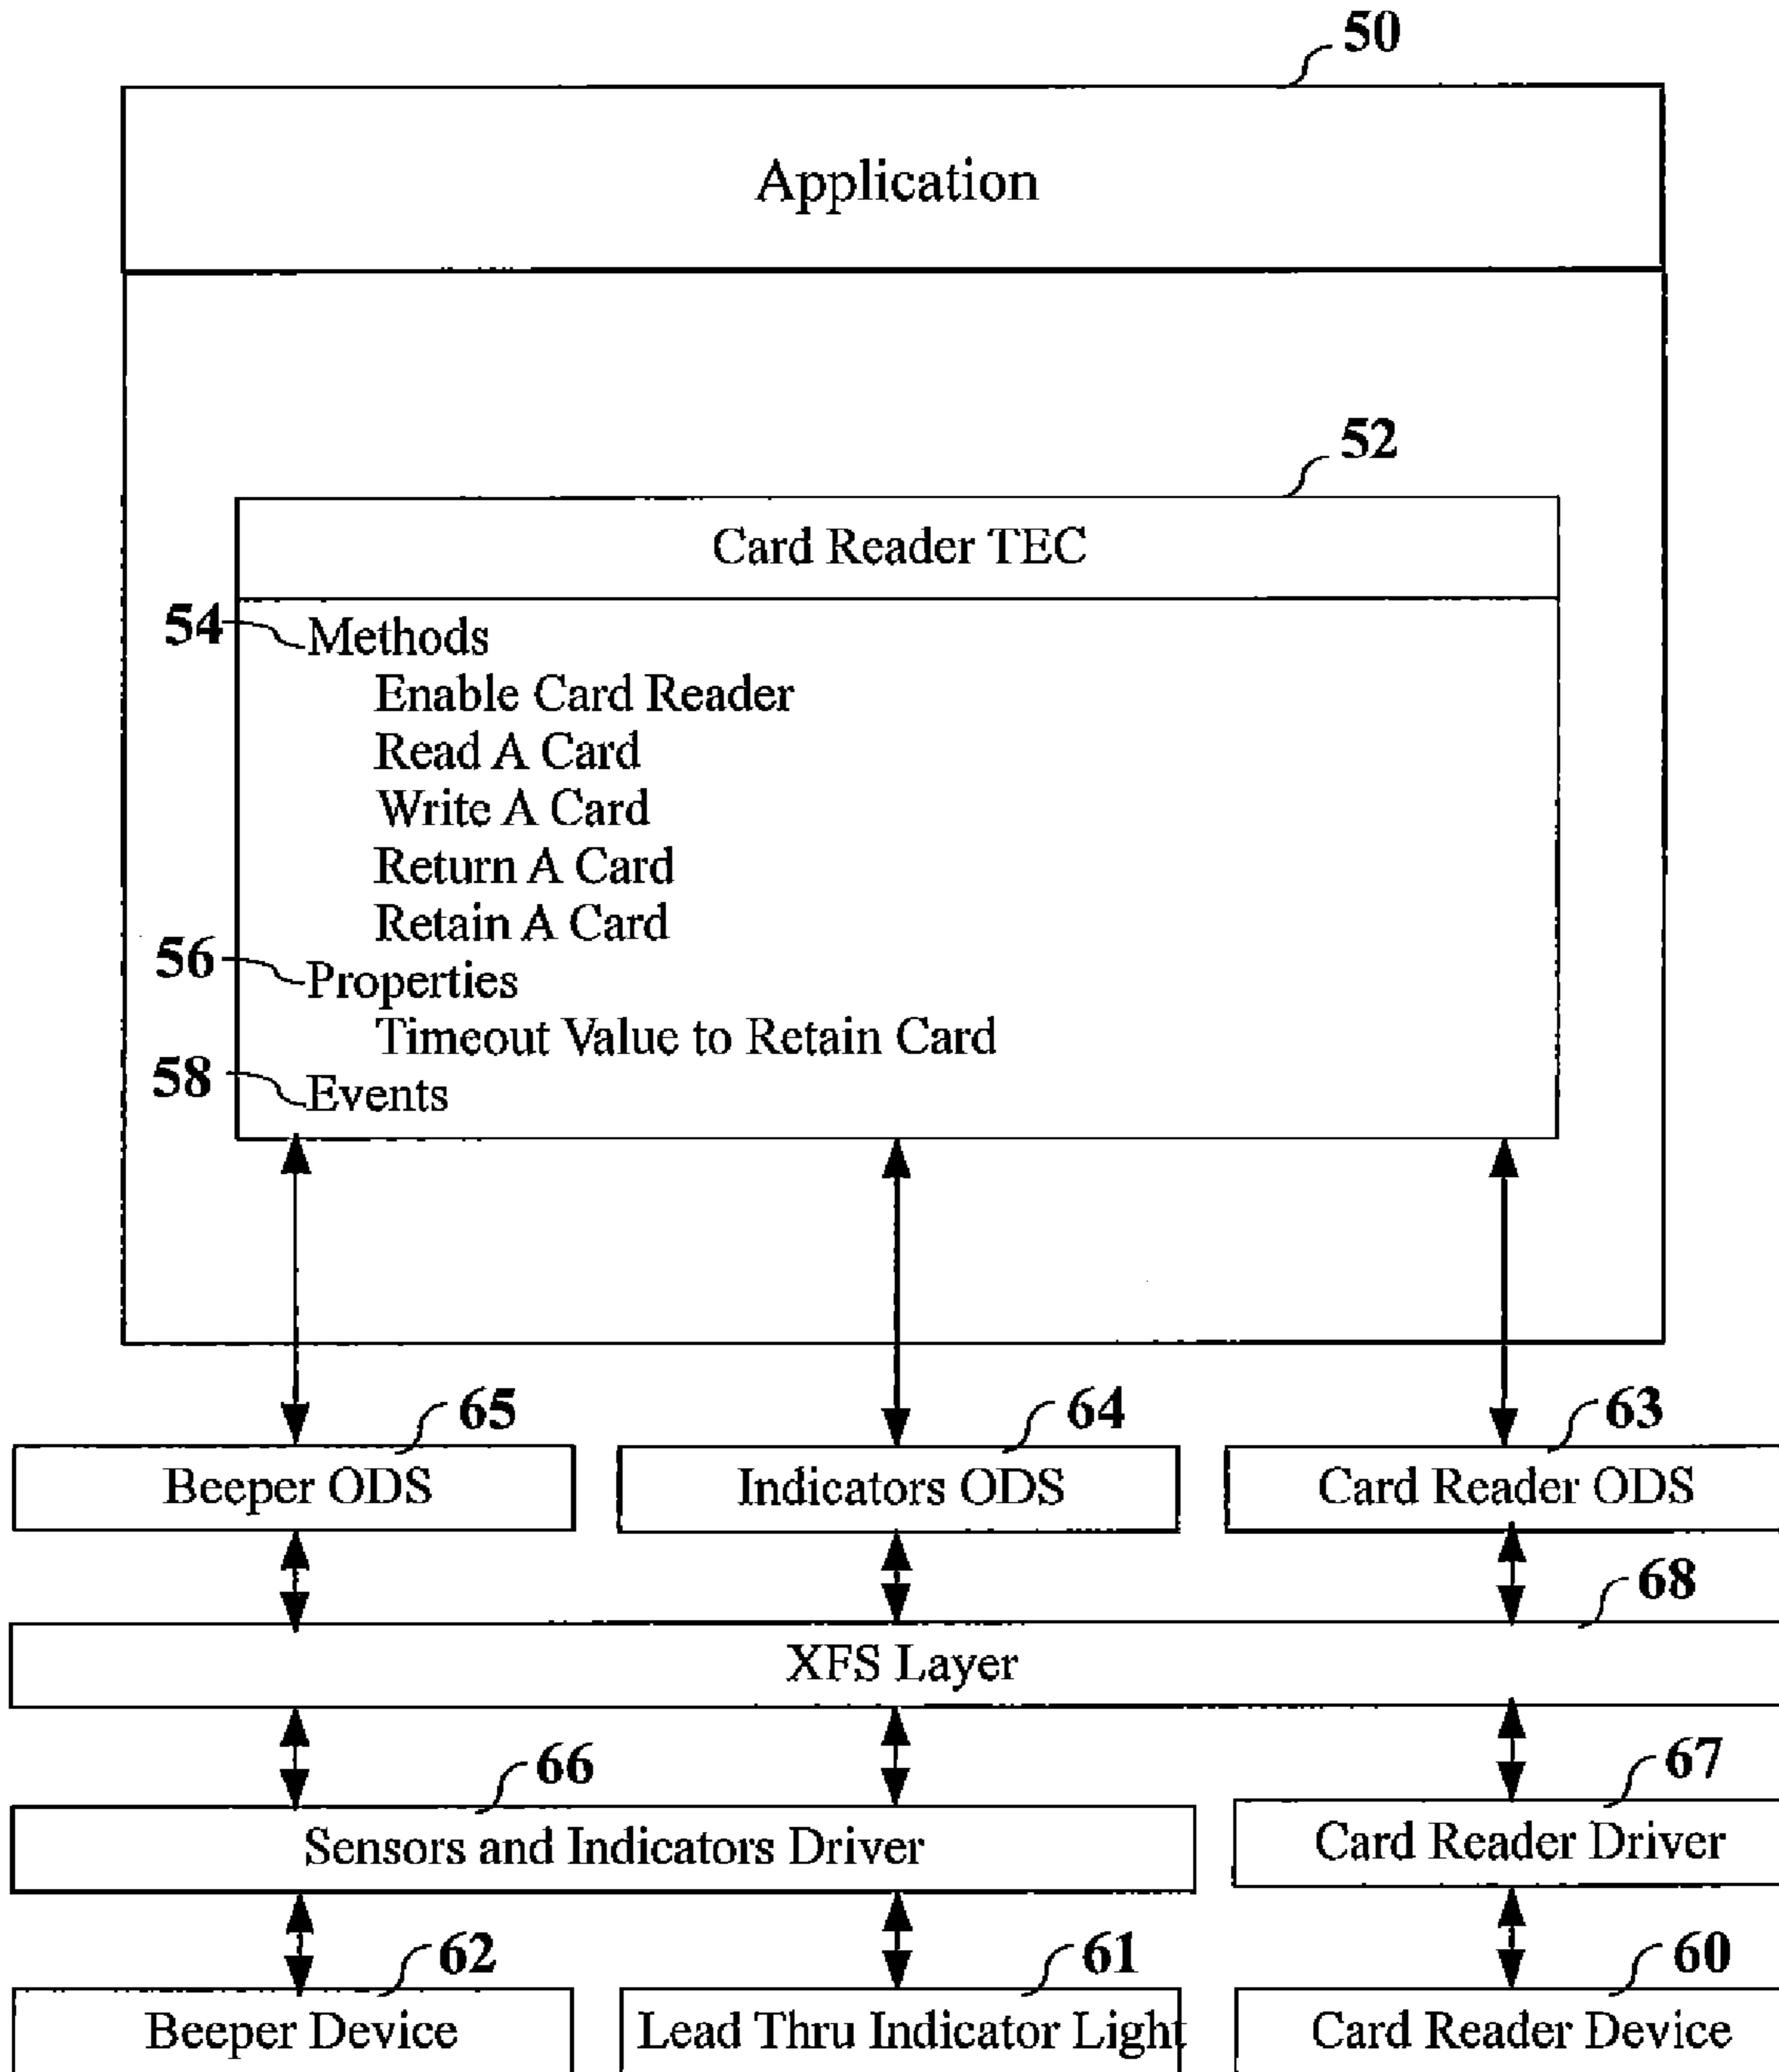 50
Application
52
Card Reader TEC
54 Methods
Enable Card Reader
Read A Card
Write A Card
Return A Card
Retain A Card
56 Properties
Timeout Value to Retain Card
58 Events
65 64 63
Beeper ODS Indicators ODS Card Reader ODS
68
XFS Layer
66 67
Sensors and Indicators Driver Card Reader Driver
62 61 60
Beeper Device Lead Thru Indicator Light Card Reader Device